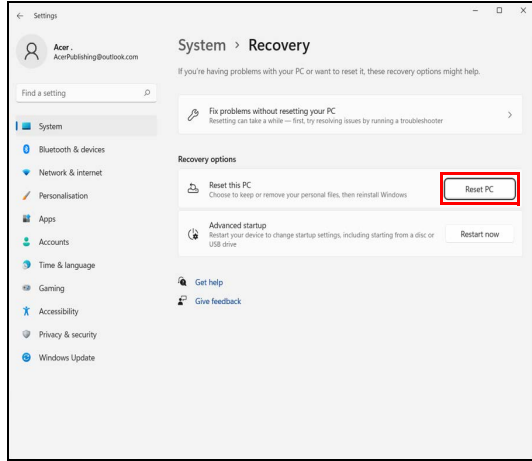 Settings
Acer .
AcerPublishing@outlook.com
Find a setting
System
Bluetooth & devices
Network & internet
Personalisation
Apps
Accounts
Time & language
Gaming
Accessibility
Privacy & security
Windows Update
System > Recovery
If you're having problems with your PC or want to reset it, these recovery options might help.
Fix problems without resetting your PC
Resetting can take a while — first, try resolving issues by running a troubleshooter
Recovery options
Reset this PC
Choose to keep or remove your personal files, then reinstall Windows
Reset PC
Advanced startup
Restart your device to change startup settings, including starting from a disc or
USB drive
Restart now
Get help
Give feedback